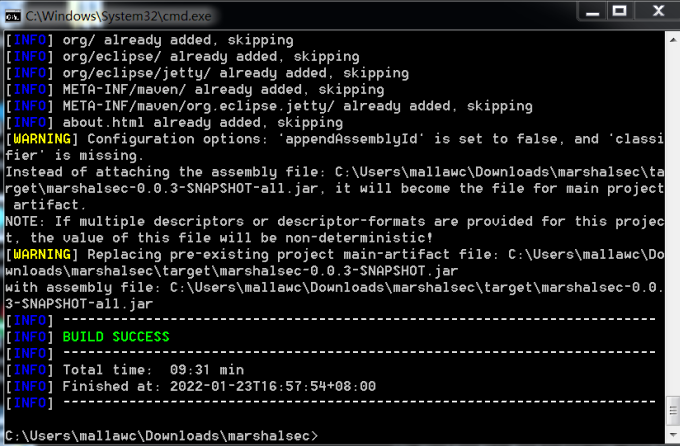 C:\Windows\System32\cmd.exe
[INFO] org/ already added, skipping
[INFO] org/eclipse/ already added, skipping
[INFO] org/eclipse/jetty/ already added, skipping
[INFO] META-INF/maven/ already added, skipping
[INFO] META-INF/maven/org.eclipse.jetty/ already added, skipping
[INFO] about.html already added, skipping
[WARNING] Configuration options: 'appendAssemblyId' is set to false, and 'classi
fier' is missing.
Instead of attaching the assembly file: C:\Users\mallawc\Downloads\marshalsec\ta
rget\marshalsec-0.0.3-SNAPSHOT-all.jar, it will become the file for main project
 artifact.
NOTE: If multiple descriptors or descriptor-formats are provided for this projec
t, the value of this file will be non-deterministic!
[WARNING] Replacing pre-existing project main-artifact file: C:\Users\mallawc\Do
wnloads\marshalsec\target\marshalsec-0.0.3-SNAPSHOT.jar
with assembly file: C:\Users\mallawc\Downloads\marshalsec\target\marshalsec-0.0.
3-SNAPSHOT-all.jar
[INFO] ------------------------------------------------------------------------
[INFO] BUILD SUCCESS
[INFO] ------------------------------------------------------------------------
[INFO] Total time:  09:31 min
[INFO] Finished at: 2022-01-23T16:57:54+08:00
[INFO] ------------------------------------------------------------------------
C:\Users\mallawc\Downloads\marshalsec>